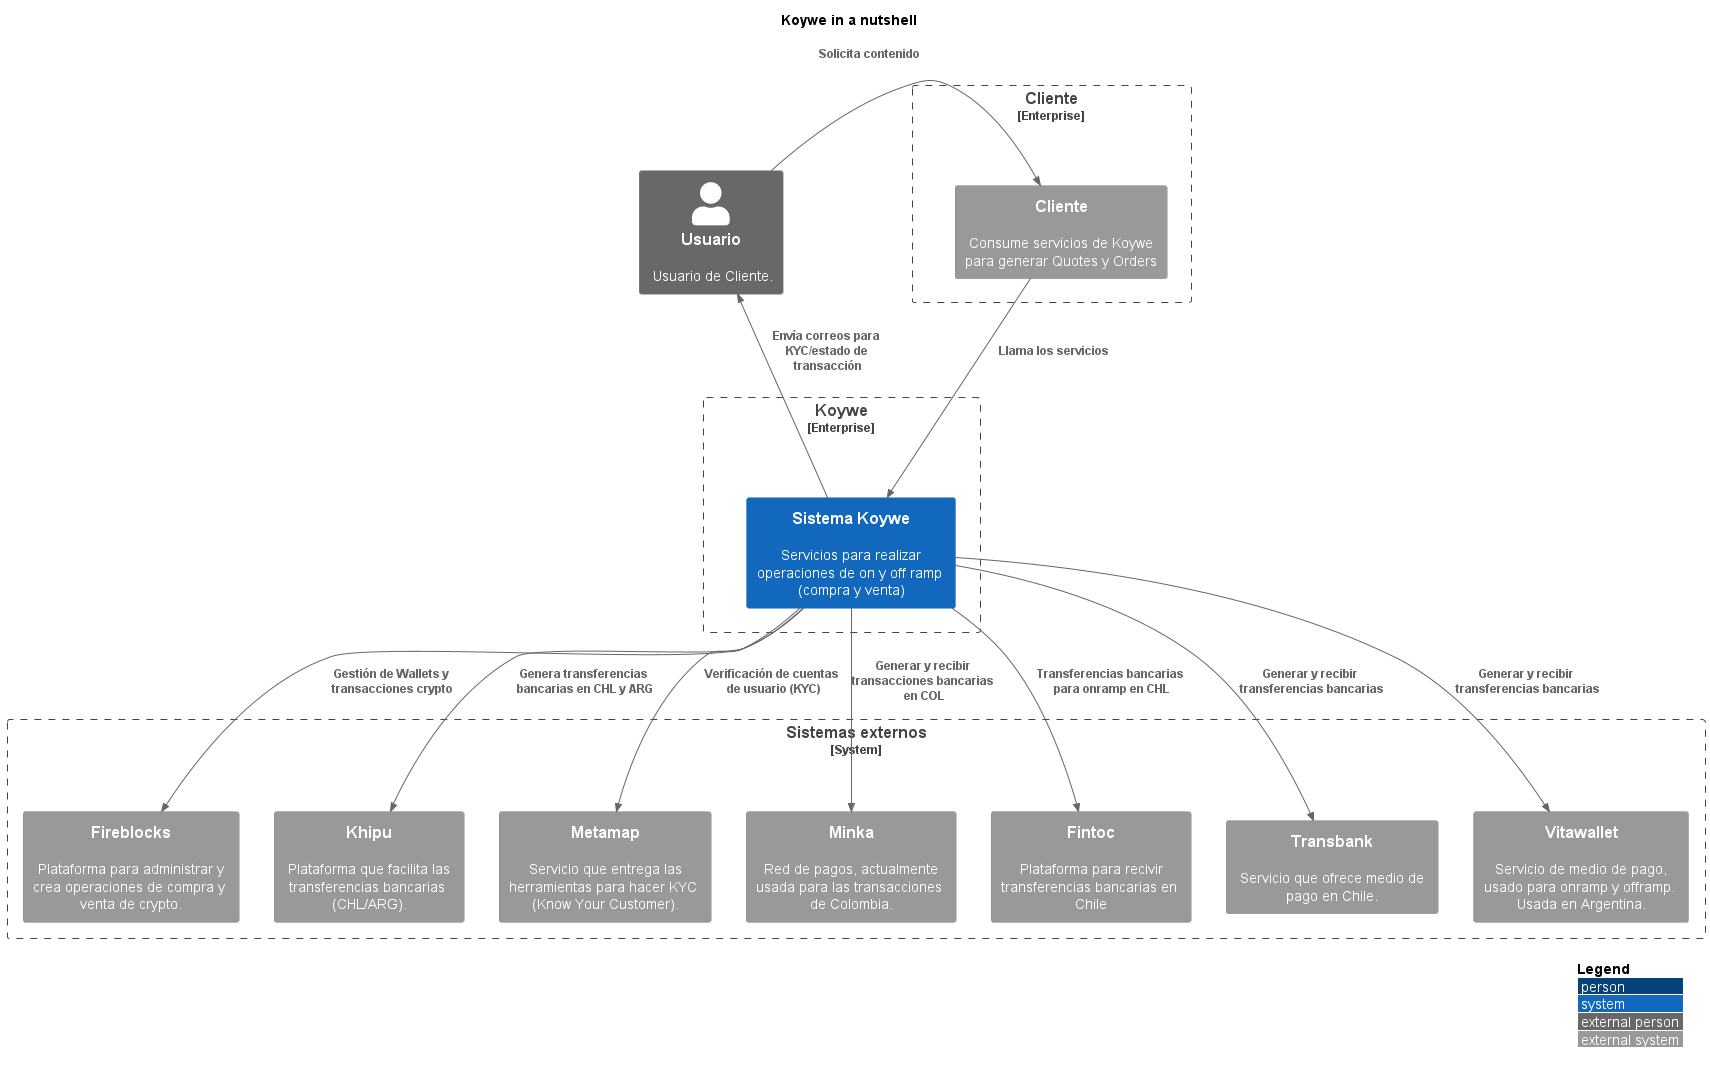 Koywe in a nutshell
Solicita contenido
Cliente
[Enterprise]
Usuario
Usuario de Cliente.
Cliente
Consume servicios de Koywe
para generar Quotes y Orders
Envía correos para
KYC/estado de
transacción
Llama los servicios
Koywe
[Enterprise]
Sistema Koywe
Servicios para realizar
operaciones de on y off ramp
(compra y venta)
Gestión de Wallets y
transacciones crypto
Genera transferencias
bancarias en CHL y ARG
Verificación de cuentas
de usuario (KYC)
Generar y recibir
transacciones bancarias
en COL
Transferencias bancarias
para onramp en CHL
Generar y recibir
transferencias bancarias
Generar y recibir
transferencias bancarias
Sistemas externos
[System]
Fireblocks
Plataforma para administrar y
crea operaciones de compra y
venta de crypto.
Khipu
Plataforma que facilita las
transferencias bancarias
(CHL/ARG).
Metamap
Servicio que entrega las
herramientas para hacer KYC
(Know Your Customer).
Minka
Red de pagos, actualmente
usada para las transacciones
de Colombia.
Fintoc
Plataforma para recivir
transferencias bancarias en
Chile
Transbank
Servicio que ofrece medio de
pago en Chile.
Vitawallet
Servicio de medio de pago,
usado para onramp y offramp.
Usada en Argentina.
Legend
person
system
external person
external system